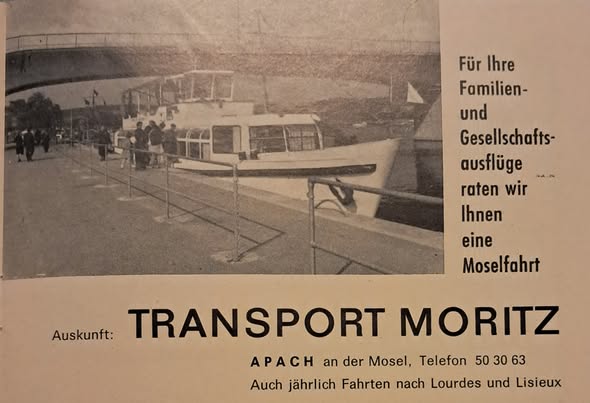 Für Ihre
Familien-
und
Gesellschafts-
ausflüge
raten wir
Ihnen
eine
Moselfahrt
Auskunft: TRANSPORT MORITZ
APACH an der Mosel, Telefon 50 30 63
Auch jährlich Fahrten nach Lourdes und Lisieux